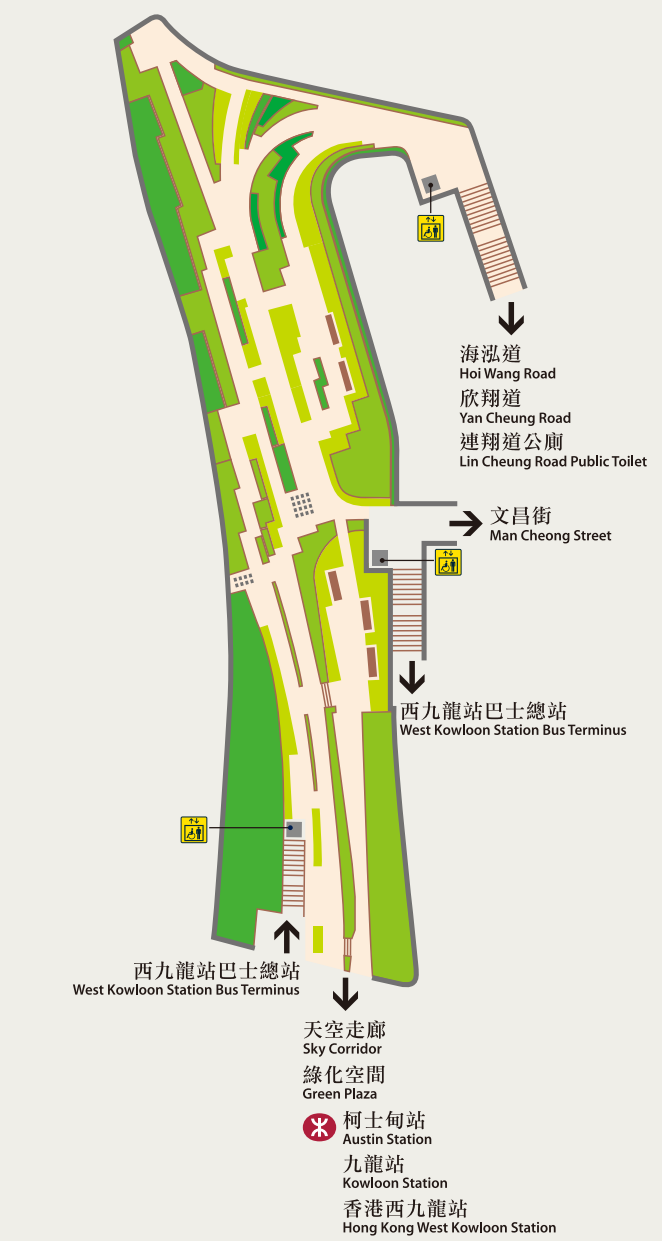 海泓道
Hoi Wang Road
欣翔道
Yan Cheung Road
連翔道公廁
Lin Cheung Road Public Toilet
文昌街
Man Cheong Street
西九龍站巴士總站
West Kowloon Station Bus Terminus
西九龍站巴士總站
West Kowloon Station Bus Terminus
天空走廊
Sky Corridor
綠化空間
Green Plaza
柯士甸站
Austin Station
九龍站
Kowloon Station
香港西九龍站
Hong Kong West Kowloon Station